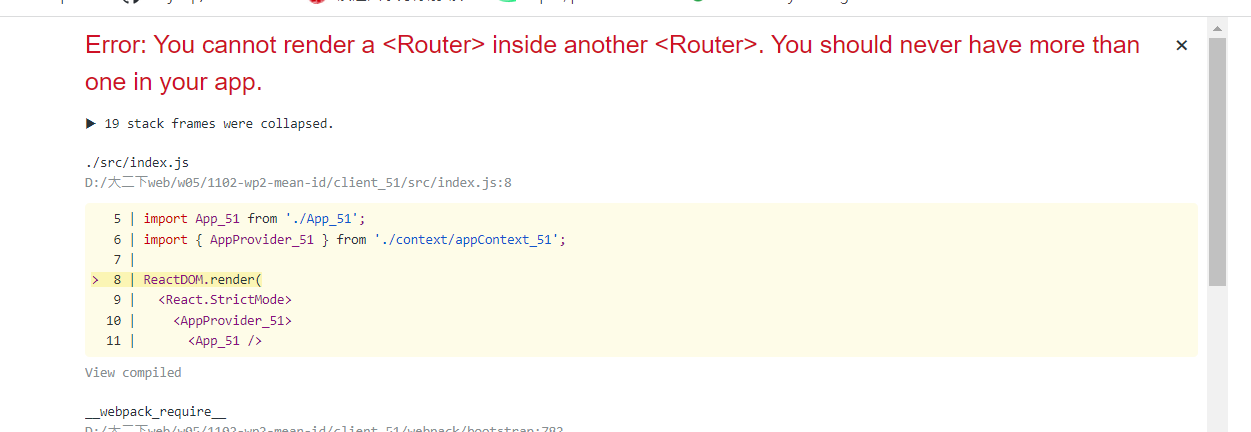 Error: You cannot render a <Router> inside another <Router>. You should never have more than
one in your app.
×
▶ 19 stack frames were collapsed.
./src/index.js
D:/大二下web/w05/1102-wp2-mean-id/client_51/src/index.js:8
5 | import App_51 from './App_51';
6 | import { AppProvider_51 } from './context/appContext_51';
7 |
> 8 | ReactDOM.render(
9 |   <React.StrictMode>
10 |     <AppProvider_51>
11 |       <App_51 />
View compiled
__webpack_require__
D:/大二下web/w05/1102-wp2-mean-id/client_51/webpack/bootstrap:782